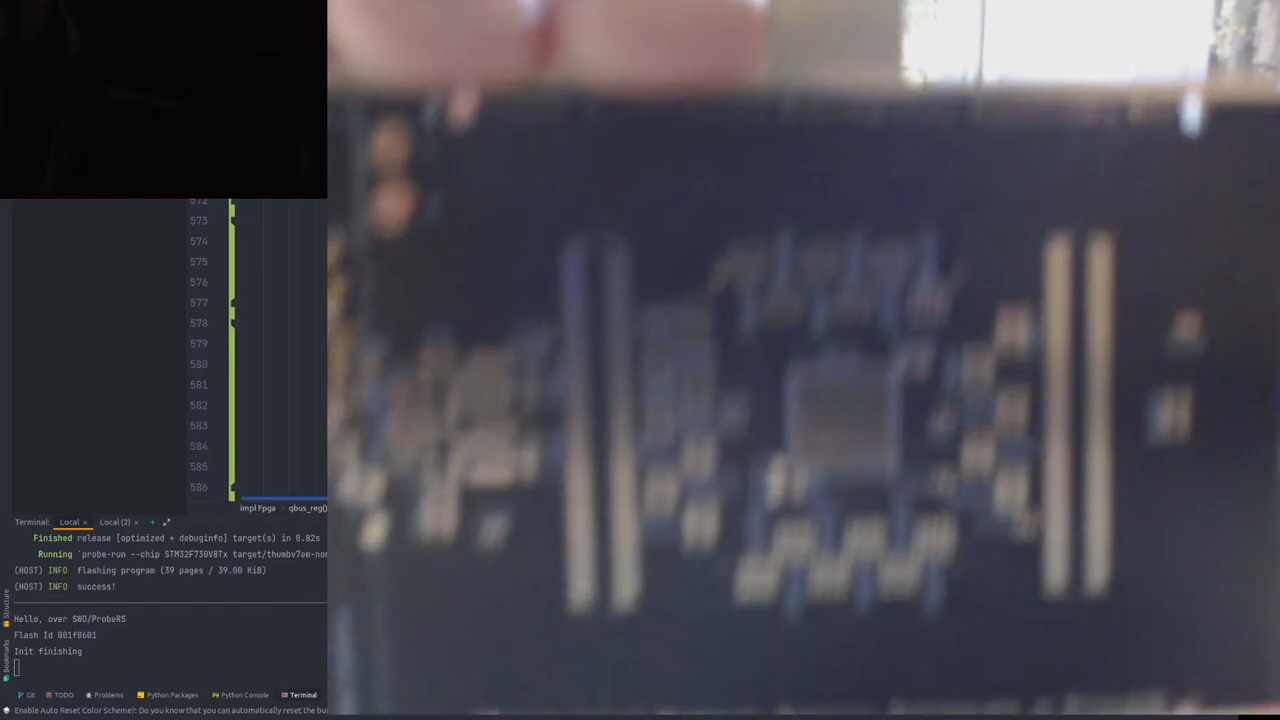 572
573
574
575
576
577
578
579
580
581
582
583
584
585
586
impl Fpga › qbus_reg()
Terminal: Local × Local (2) × +
Finished release [optimized + debuginfo] target(s) in 0.82s
Running `probe-run --chip STM32F730V8Tx target/thumbv7em-no
(HOST) INFO flashing program (39 pages / 39.00 KiB)
(HOST) INFO success!
Hello, over SWO/ProbeRS
Flash Id 001f8601
Init finishing
Structure
Bookmarks
Git TODO Problems Python Packages Python Console Terminal
Enable Auto Reset Color Scheme?: Do you know that you can automatically reset the bu